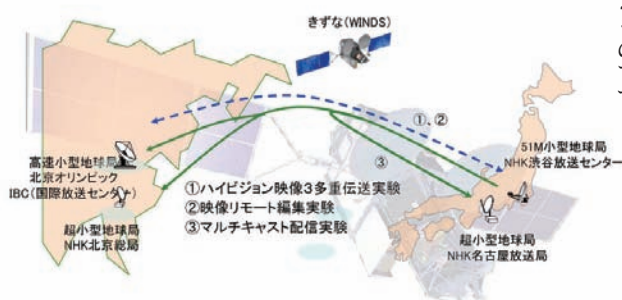 きずな(WINDS)
①、②
③
51M小型地球局
NHK渋谷放送センター
高速小型地球局
北京オリンピック
IBC(国際放送センター)
超小型地球局
NHK北京総局
①ハイビジョン映像3多重伝送実験
②映像リモート編集実験
③マルチキャスト配信実験
超小型地球局
NHK名古屋放送局